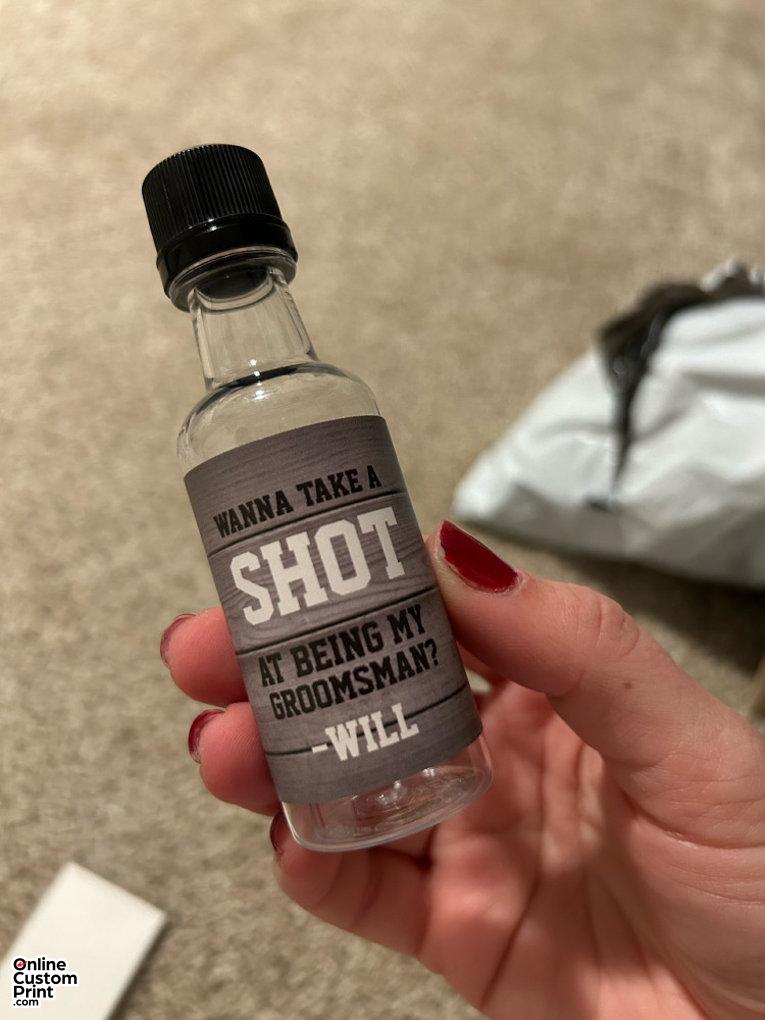 WANNA TAKE A
SHOT
AT BEING MY
GROOMSMAN?
-WILL
Online
Custom
Print
.com